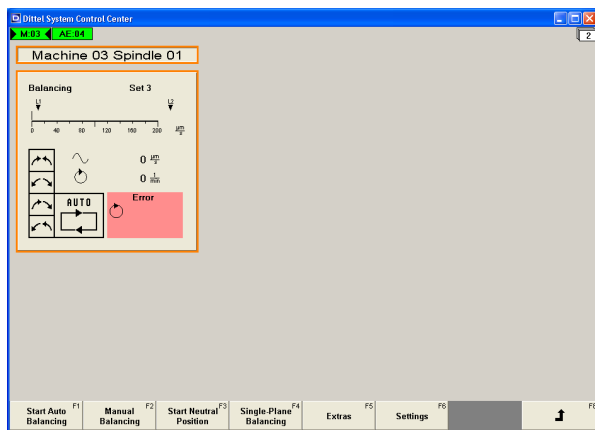 Dittel System Control Center
M:03 AE:04
2
Machine 03 Spindle 01
Balancing Set 3
L1 L2
0 40 80 120 160 200 µm/s
0 µm/s
0 1/min
AUTO
Error
Start Auto Balancing F1
Manual Balancing F2
Start Neutral Position F3
Single-Plane Balancing F4
Extras F5
Settings F6
F8